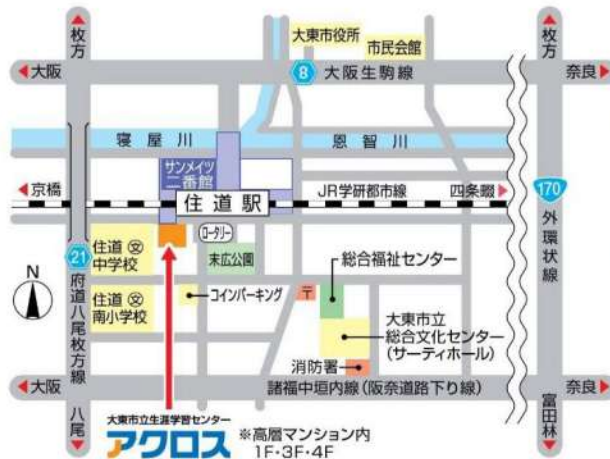 枚方
大東市役所
市民会館
枚方
大阪
8
大阪生駒線
奈良
寝屋川
恩智川
サンメイツ
二番館
京橋
JR学研都市線
四条畷
住道駅
170
外環状線
21
府道八尾枚方線
住道 文
中学校
ロータリー
末広公園
総合福祉センター
N
住道 文
南小学校
コインパーキング
〒
大東市立
総合文化センター
(サーティホール)
消防署
大阪
諸福中垣内線(阪奈道路下り線)
奈良
八尾
富田林
大東市立生涯学習センター
アクロス
※高層マンション内
1F・3F・4F